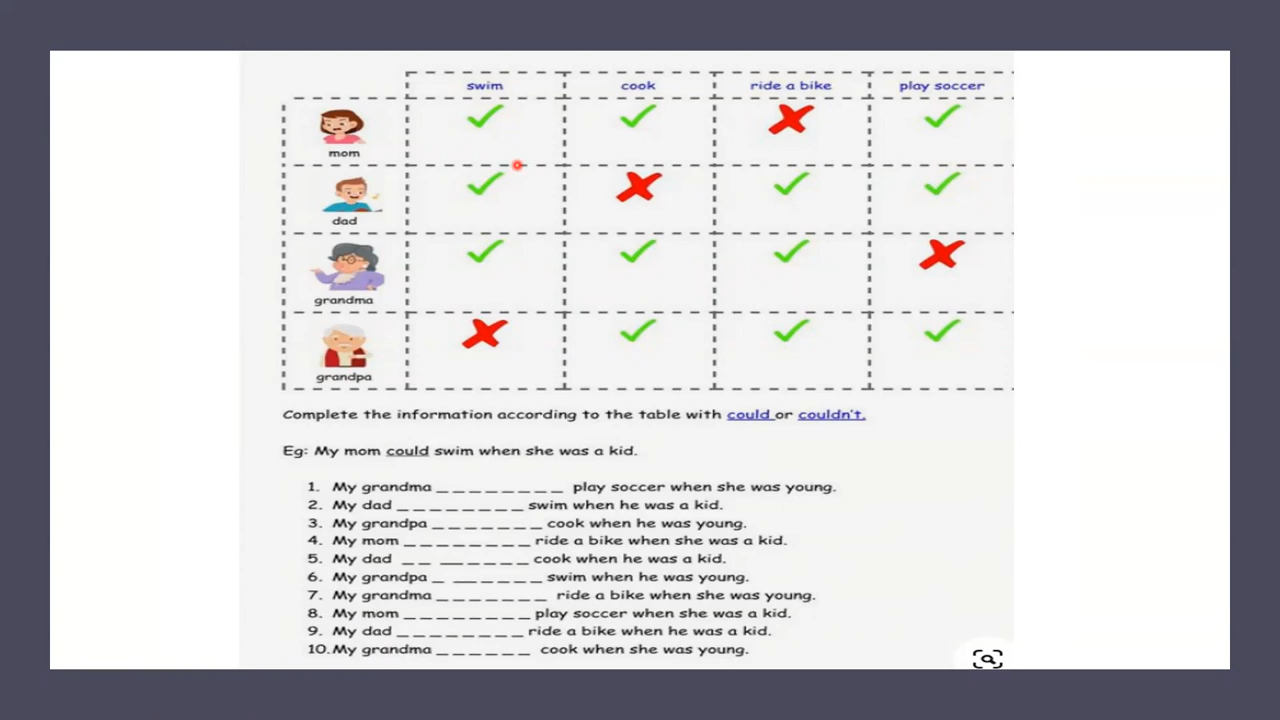 swim cook ride a bike play soccer
mom
dad
grandma
grandpa
Complete the information according to the table with could or couldn't.
Eg: My mom could swim when she was a kid.
1. My grandma _ _ _ _ _ _ _ _ play soccer when she was young.
2. My dad _ _ _ _ _ _ _ _ swim when he was a kid.
3. My grandpa _ _ _ _ _ _ _ cook when he was young.
4. My mom _ _ _ _ _ _ _ _ ride a bike when she was a kid.
5. My dad _ _ __ _ _ _ _ cook when he was a kid.
6. My grandpa _ __ _ _ _ _ swim when he was young.
7. My grandma _ _ _ _ _ _ _ ride a bike when she was young.
8. My mom _ _ _ _ _ _ _ _ play soccer when she was a kid.
9. My dad _ _ _ _ _ _ _ _ ride a bike when he was a kid.
10. My grandma _ _ _ _ _ _ cook when she was young.